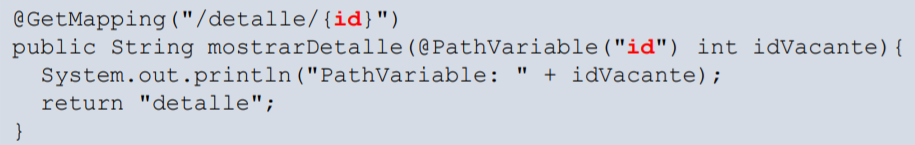 @GetMapping("/detalle/{id}")
public String mostrarDetalle(@PathVariable("id") int idVacante){
  System.out.println("PathVariable: " + idVacante);
  return "detalle";
}